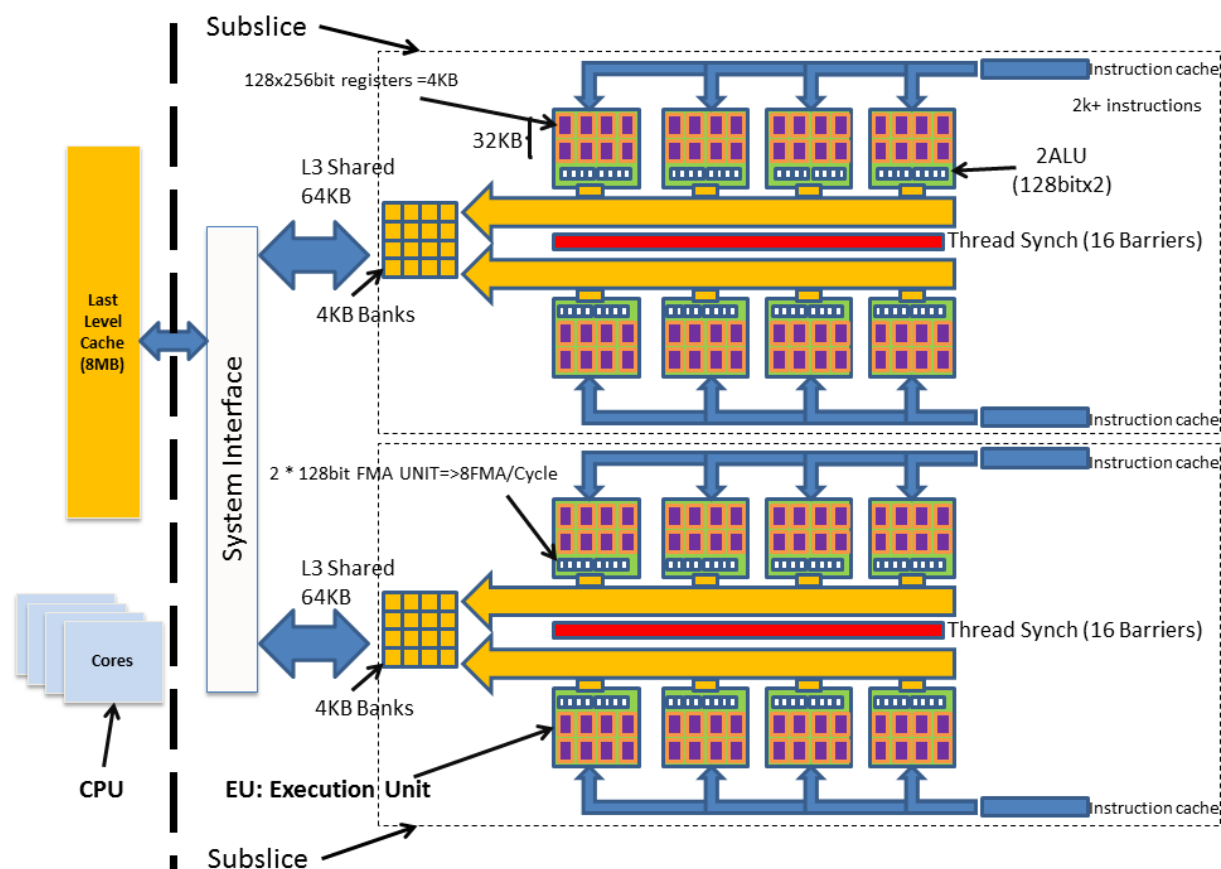 Subslice
128x256bit registers =4KB
Instruction cache
2k+ instructions
32KB
2ALU
(128bitx2)
L3 Shared
64KB
Thread Synch (16 Barriers)
4KB Banks
Last
Level
Cache
(8MB)
System Interface
Instruction cache
Instruction cache
2 * 128bit FMA UNIT=>8FMA/Cycle
L3 Shared
64KB
Thread Synch (16 Barriers)
Cores
4KB Banks
CPU
EU: Execution Unit
Instruction cache
Subslice